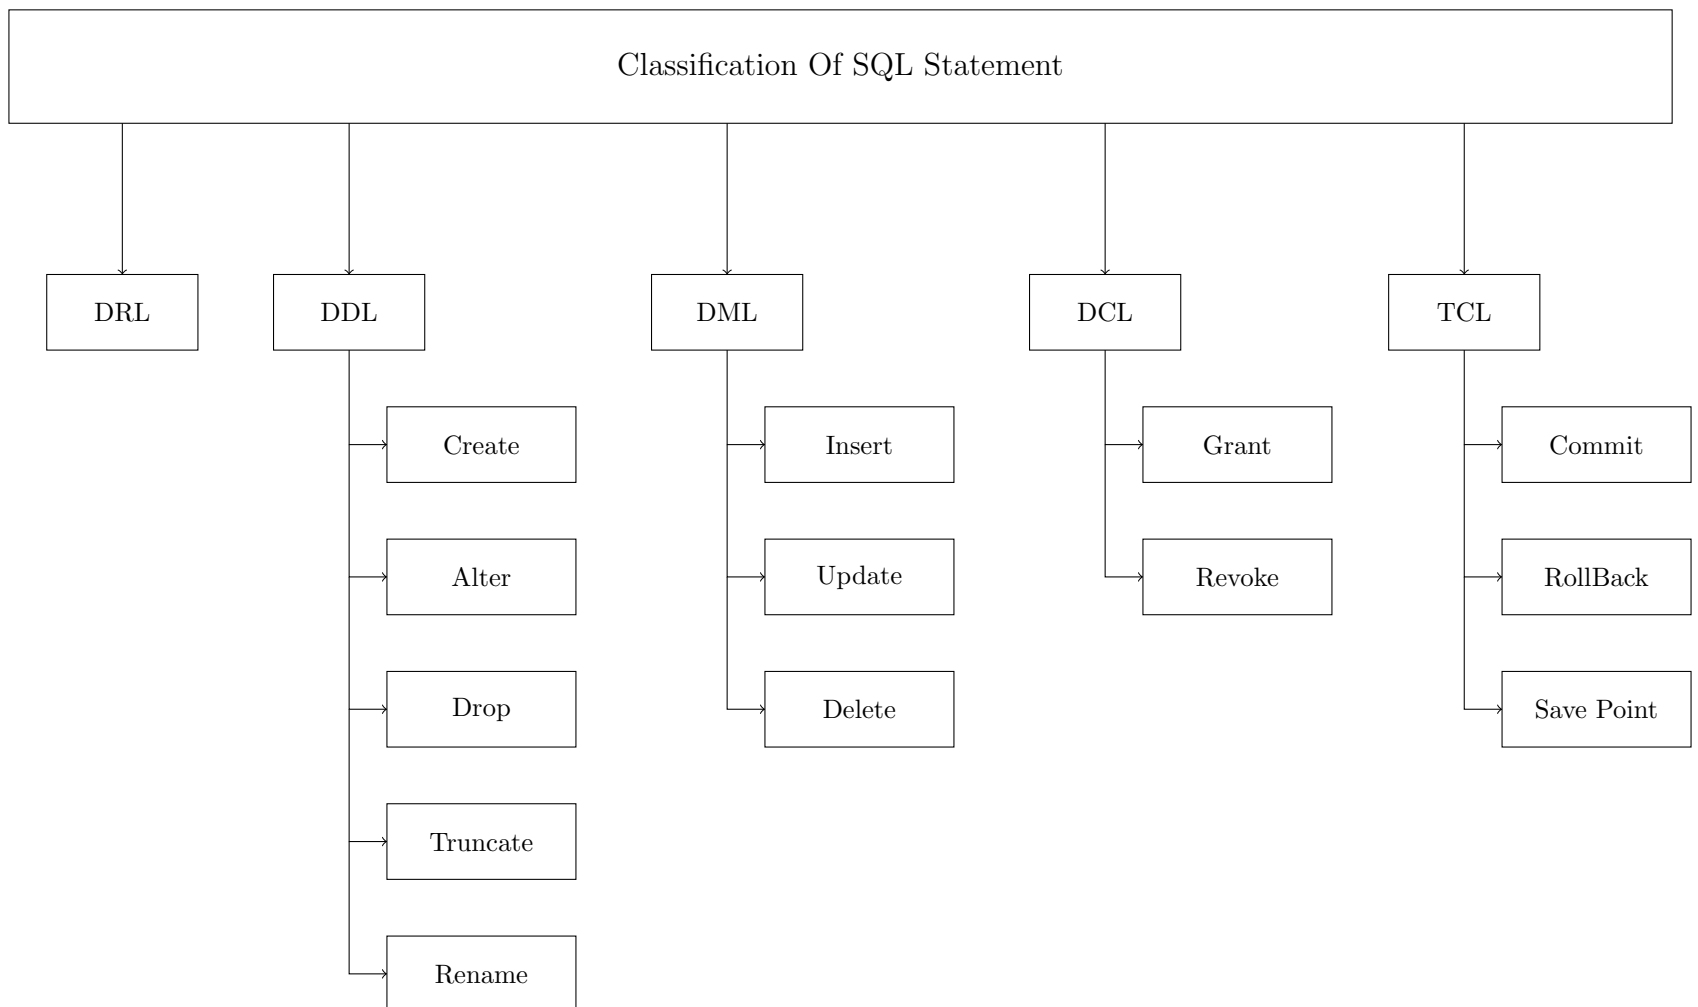 Classification Of SQL Statement
DRL
DDL
DML
DCL
TCL
Create
Insert
Grant
Commit
Alter
Update
Revoke
RollBack
Drop
Delete
Save Point
Truncate
Rename